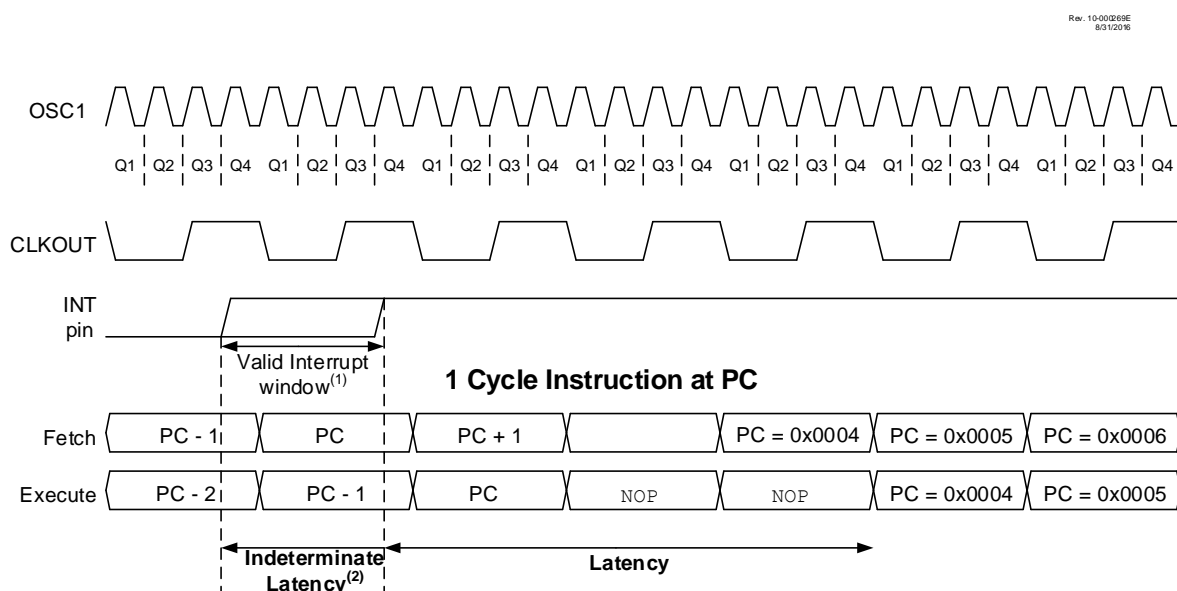 Rev. 10-000269E
8/31/2016
OSC1
Q1 Q2 Q3 Q4 Q1 Q2 Q3 Q4 Q1 Q2 Q3 Q4 Q1 Q2 Q3 Q4 Q1 Q2 Q3 Q4 Q1 Q2 Q3 Q4 Q1 Q2 Q3 Q4
CLKOUT
INT
pin
Valid Interrupt
window(1)
1 Cycle Instruction at PC
Fetch PC - 1 PC PC + 1 PC = 0x0004 PC = 0x0005 PC = 0x0006
Execute PC - 2 PC - 1 PC NOP NOP PC = 0x0004 PC = 0x0005
Indeterminate
Latency(2)
Latency